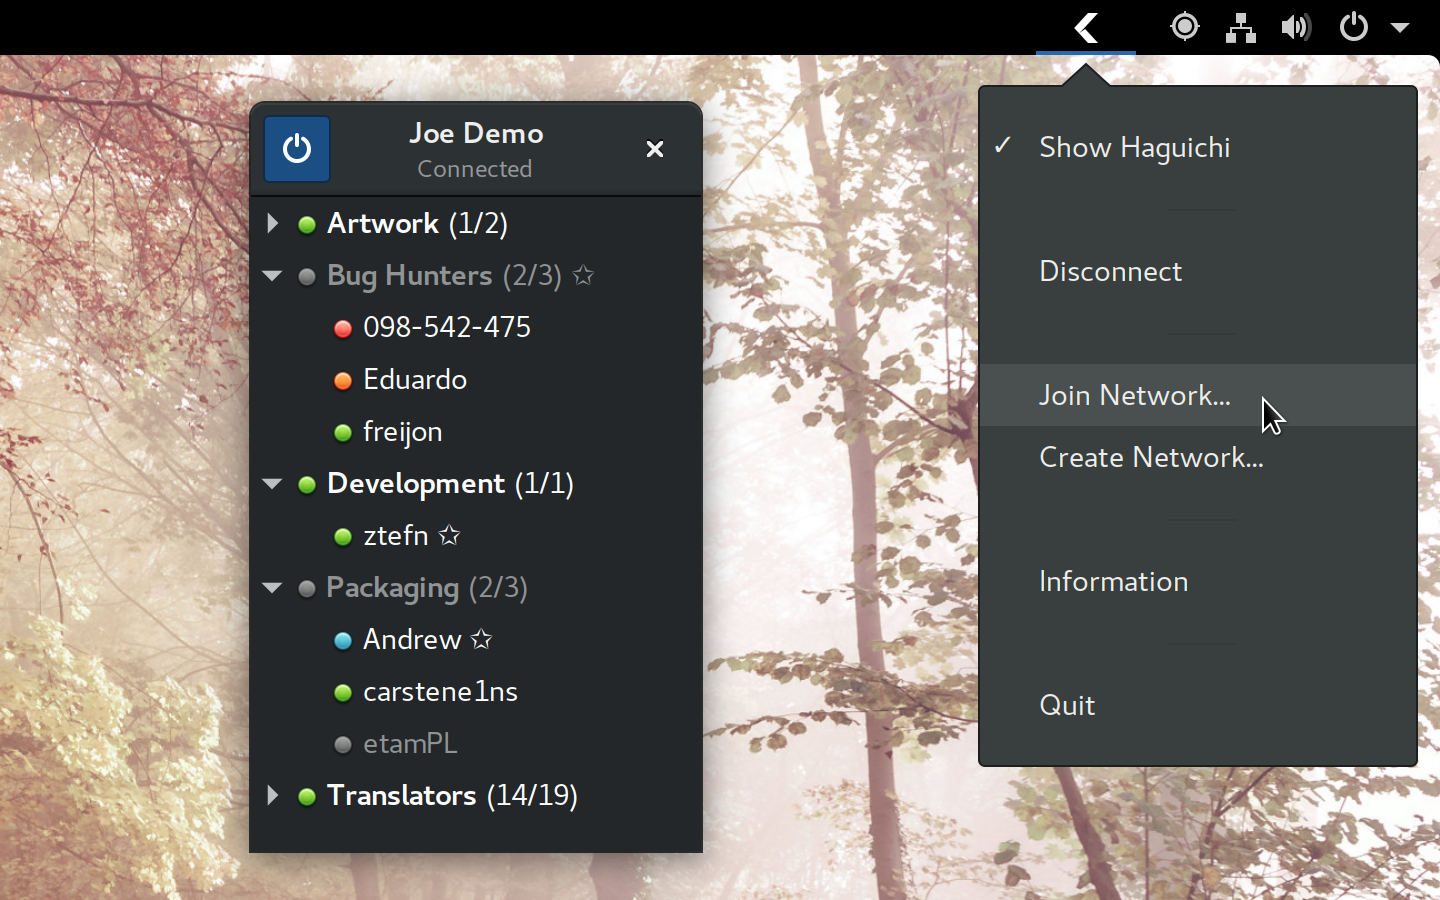 Joe Demo
Connected
Artwork (1/2)
Bug Hunters (2/3) ☆
098-542-475
Eduardo
freijon
Development (1/1)
ztefn ☆
Packaging (2/3)
Andrew ☆
carstene1ns
etamPL
Translators (14/19)
✓ Show Haguichi
Disconnect
Join Network...
Create Network...
Information
Quit